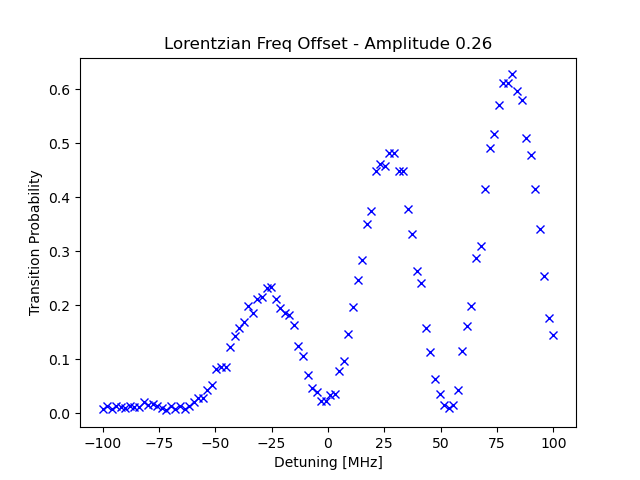 Lorentzian Freq Offset - Amplitude 0.26
Transition Probability
0.6
0.5
0.4
0.3
0.2
0.1
0.0
−100 −75 −50 −25 0 25 50 75 100
Detuning [MHz]